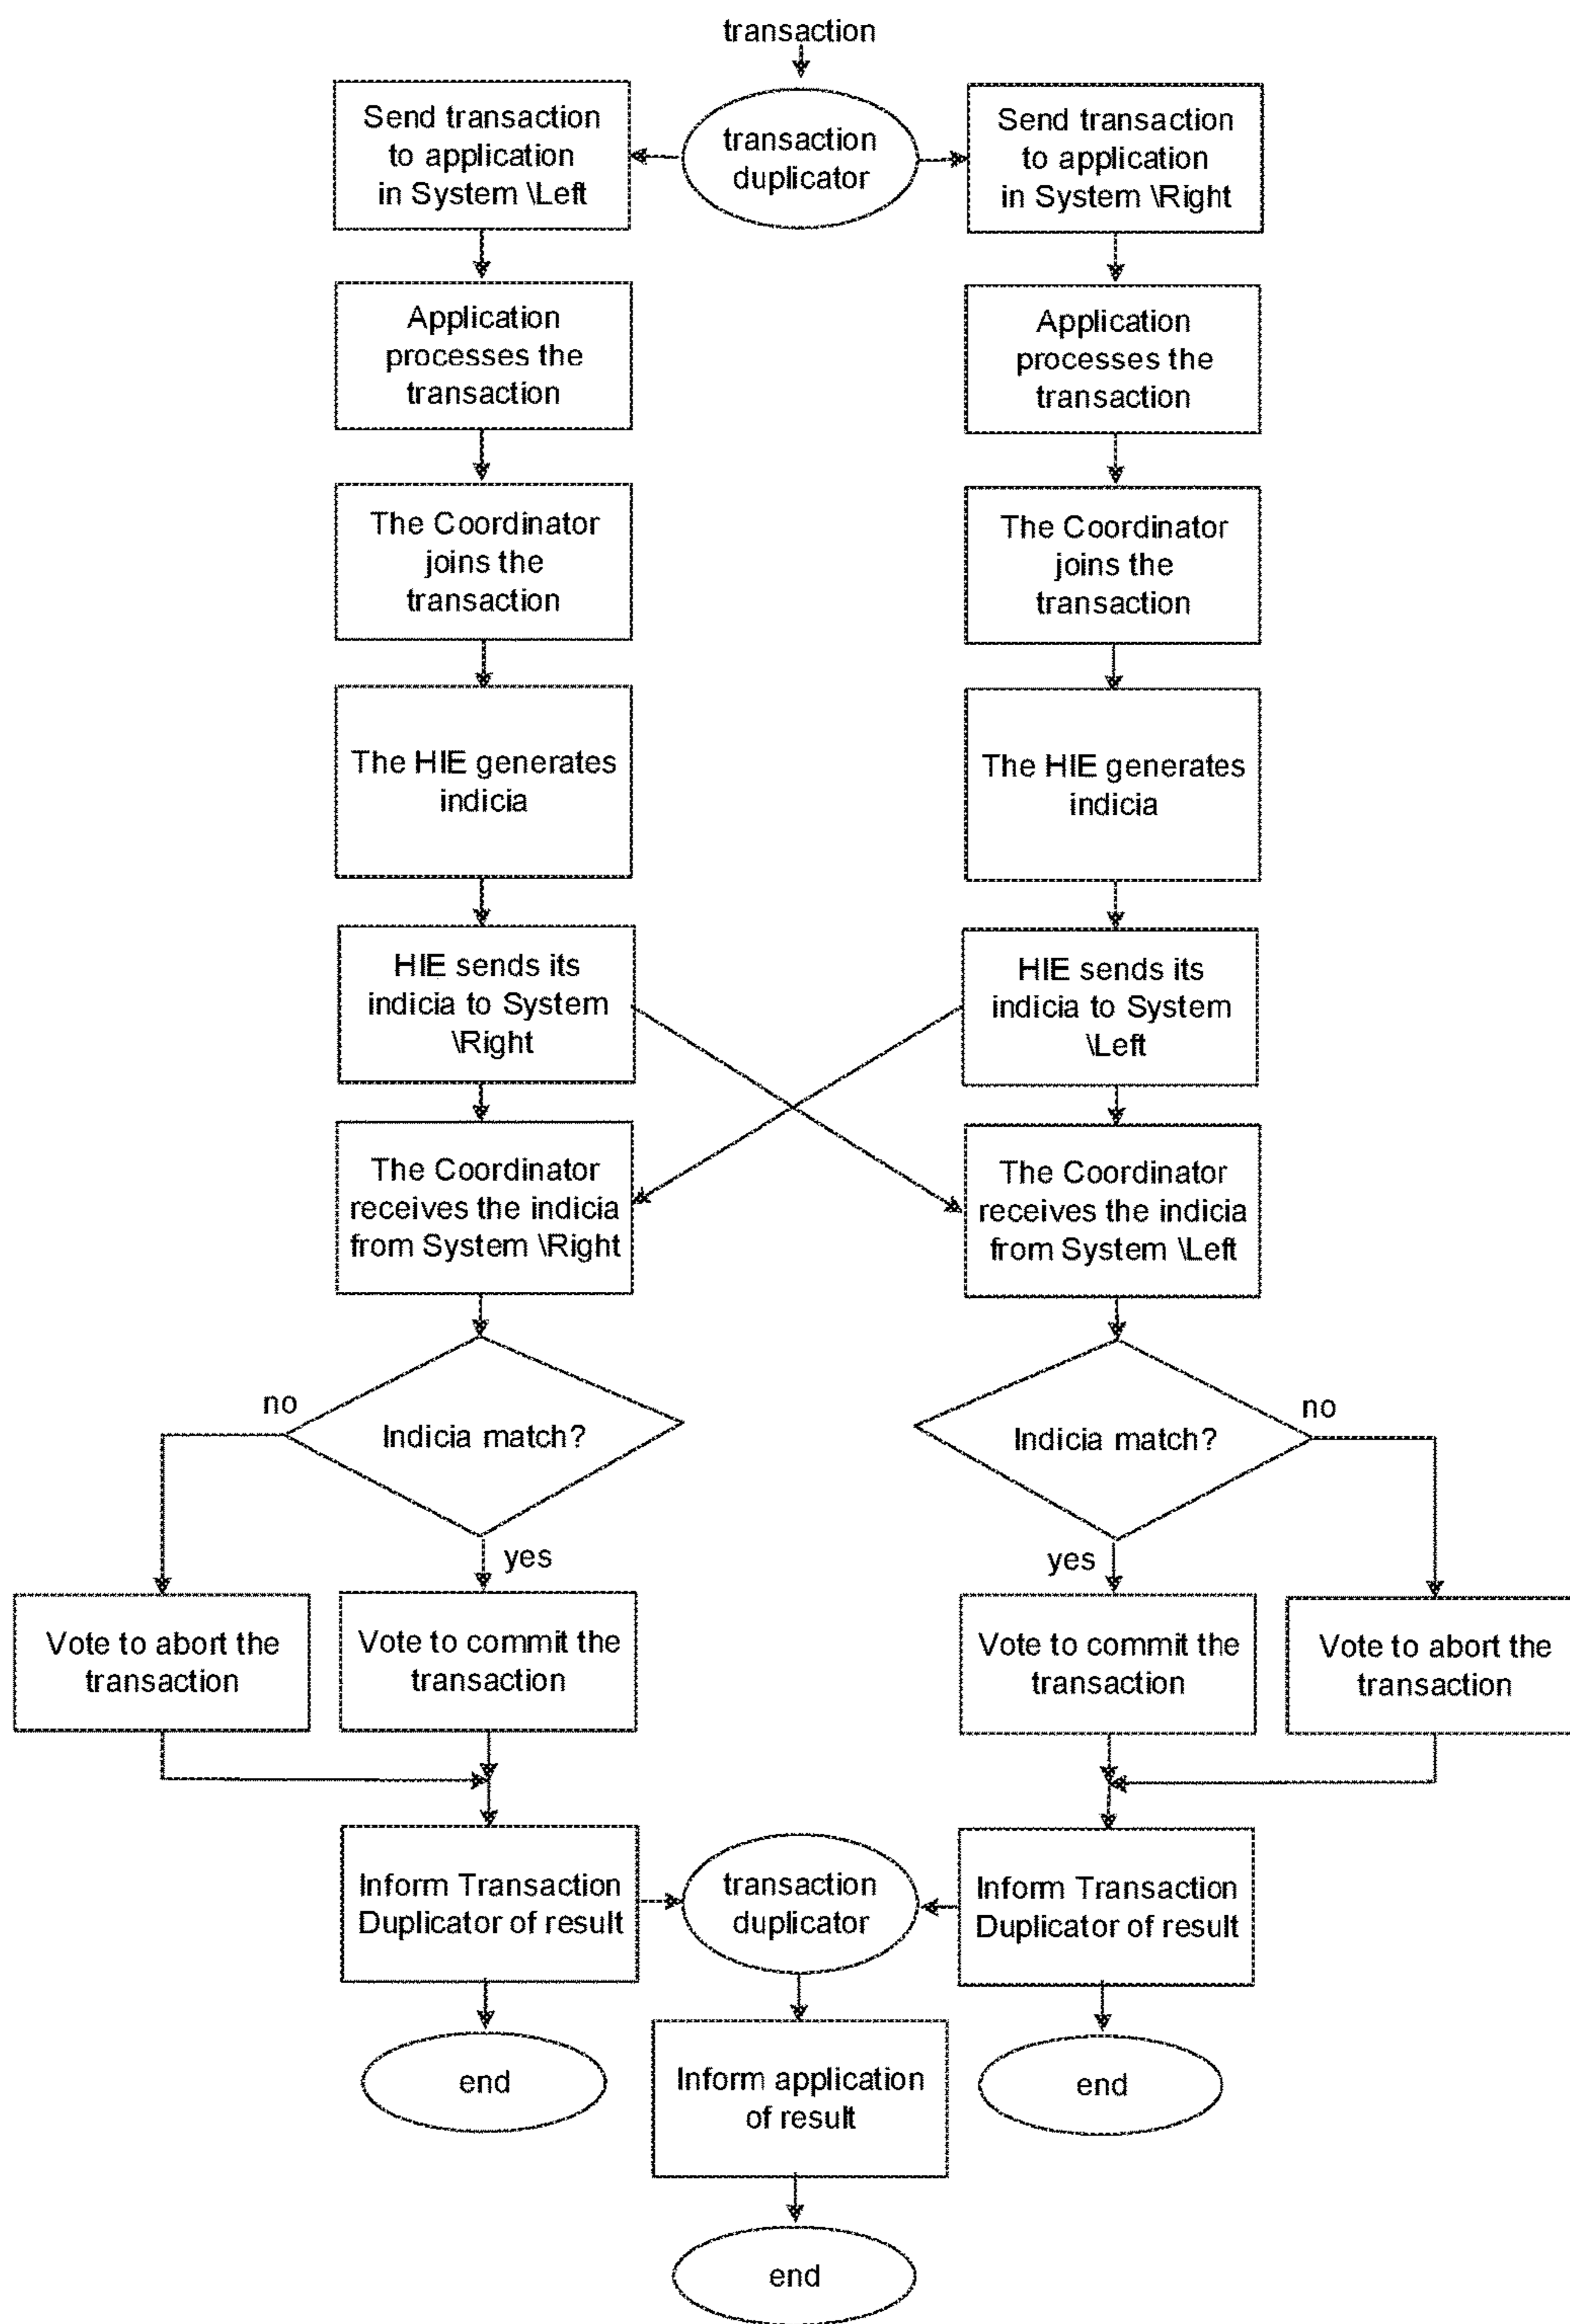 transaction
Send transaction
to application
in System \Left
transaction
duplicator
Send transaction
to application
in System \Right
Application
processes the
transaction
Application
processes the
transaction
The Coordinator
joins the
transaction
The Coordinator
joins the
transaction
The HIE generates
indicia
The HIE generates
indicia
HIE sends its
indicia to System
\Right
HIE sends its
indicia to System
\Left
The Coordinator
receives the indicia
from System \Right
The Coordinator
receives the indicia
from System \Left
no
Indicia match?
Indicia match?
no
yes
yes
Vote to abort the
transaction
Vote to commit the
transaction
Vote to commit the
transaction
Vote to abort the
transaction
Inform Transaction
Duplicator of result
transaction
duplicator
Inform Transaction
Duplicator of result
end
Inform application
of result
end
end